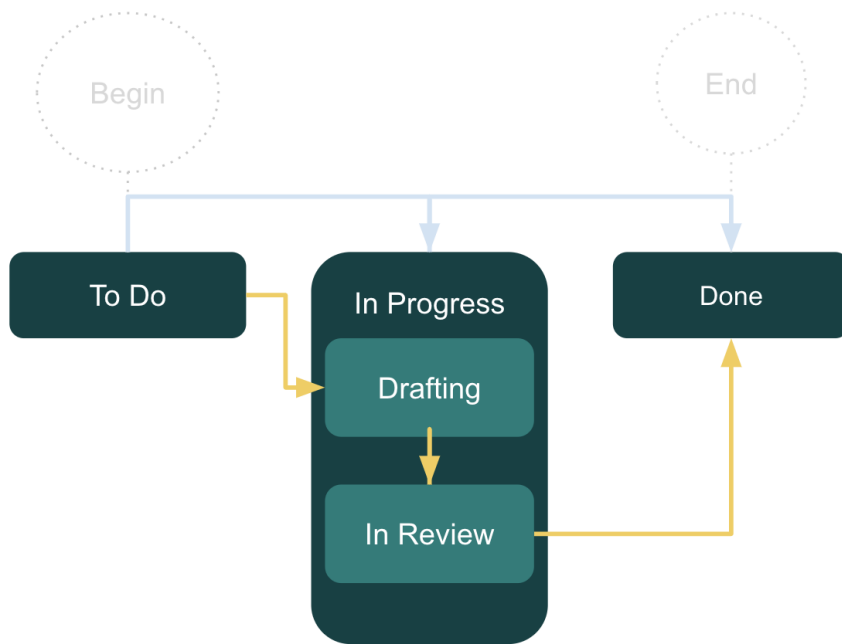 Begin
End
To Do
In Progress
Done
Drafting
In Review